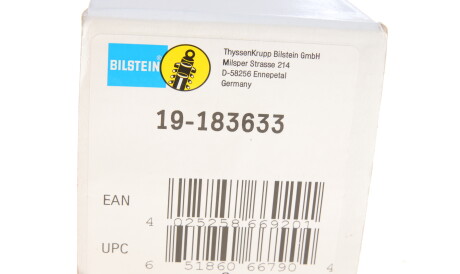 BILSTEIN
ThyssenKrupp Bilstein GmbH
Milsper Strasse 214
D-58256 Ennepetal
Germany
19-183633
EAN
4 025258 669201
UPC
6 51860 66790 4